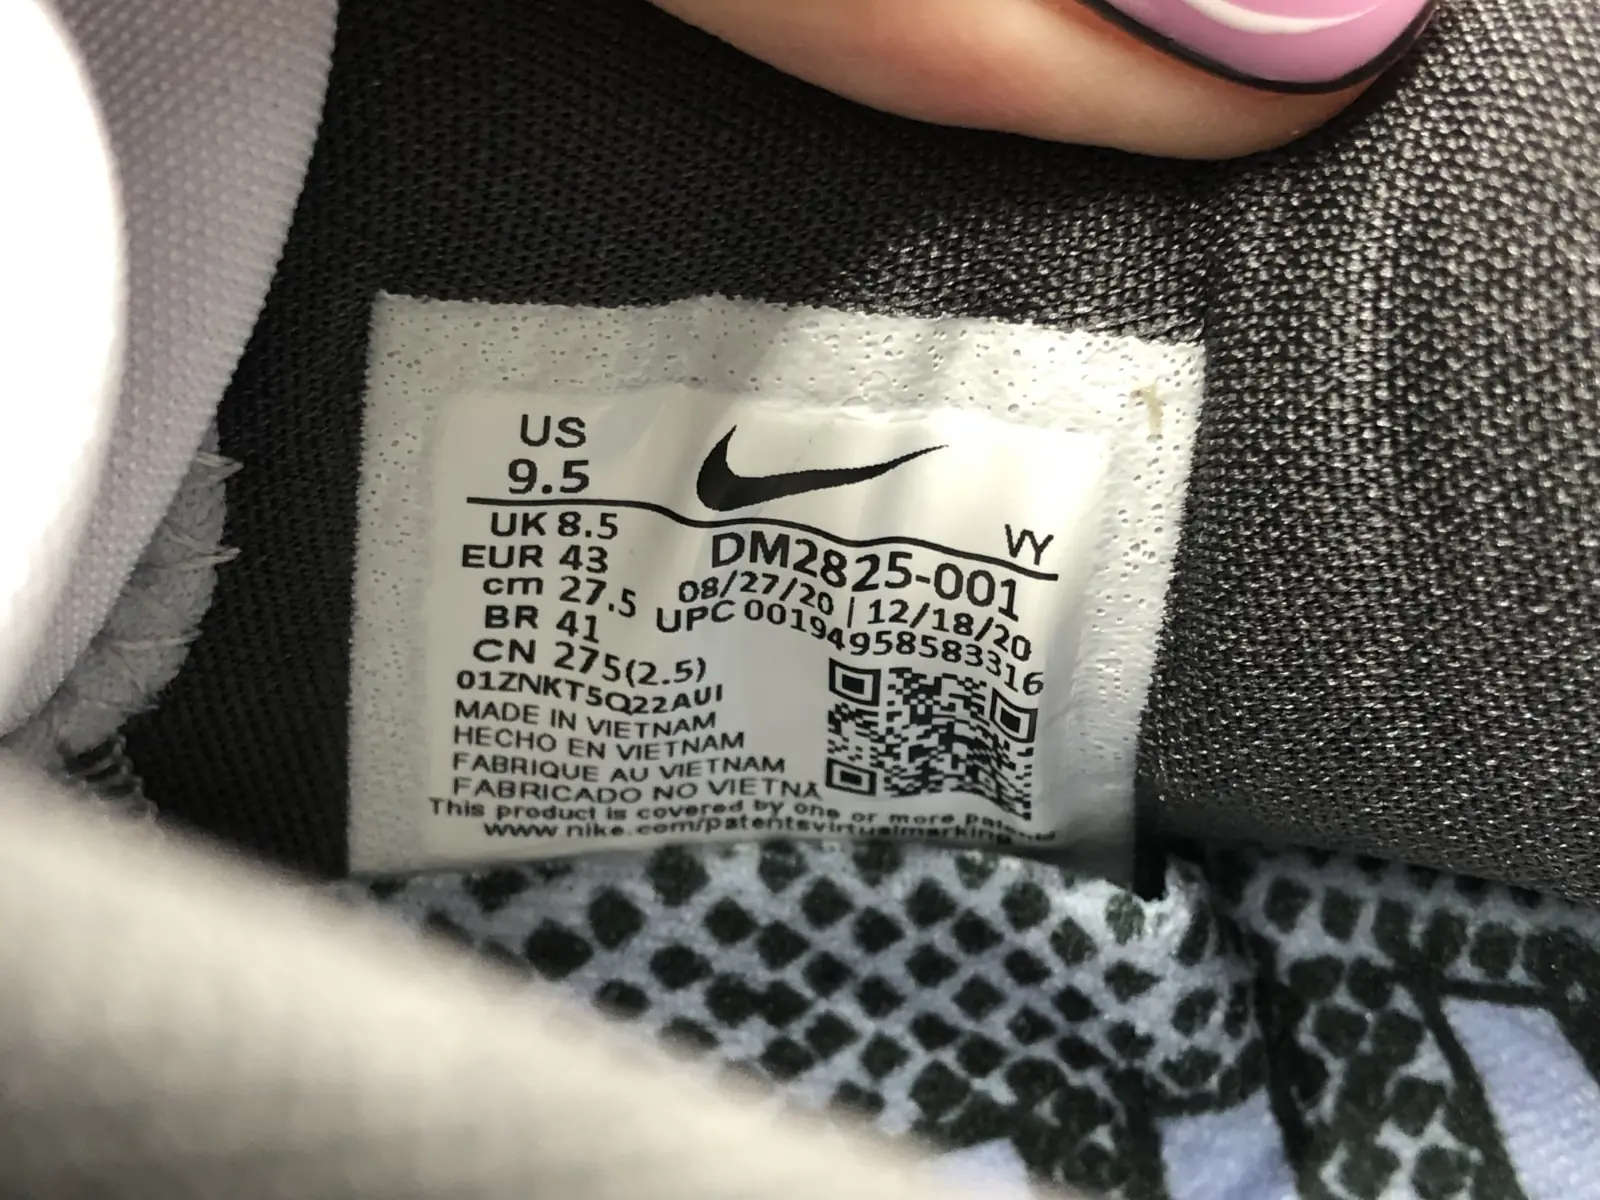 US
9.5
VY
UK 8.5
EUR 43
cm 27.5
BR 41
CN 275(2.5)
DM2825-001
08/27/20 | 12/18/20
UPC 00194958583316
01ZNKT5Q22AUI
MADE IN VIETNAM
HECHO EN VIETNAM
FABRIQUE AU VIETNAM
FABRICADO NO VIETNÃ
This product is covered by one or more patents
www.nike.com/patentsvirtualmarking